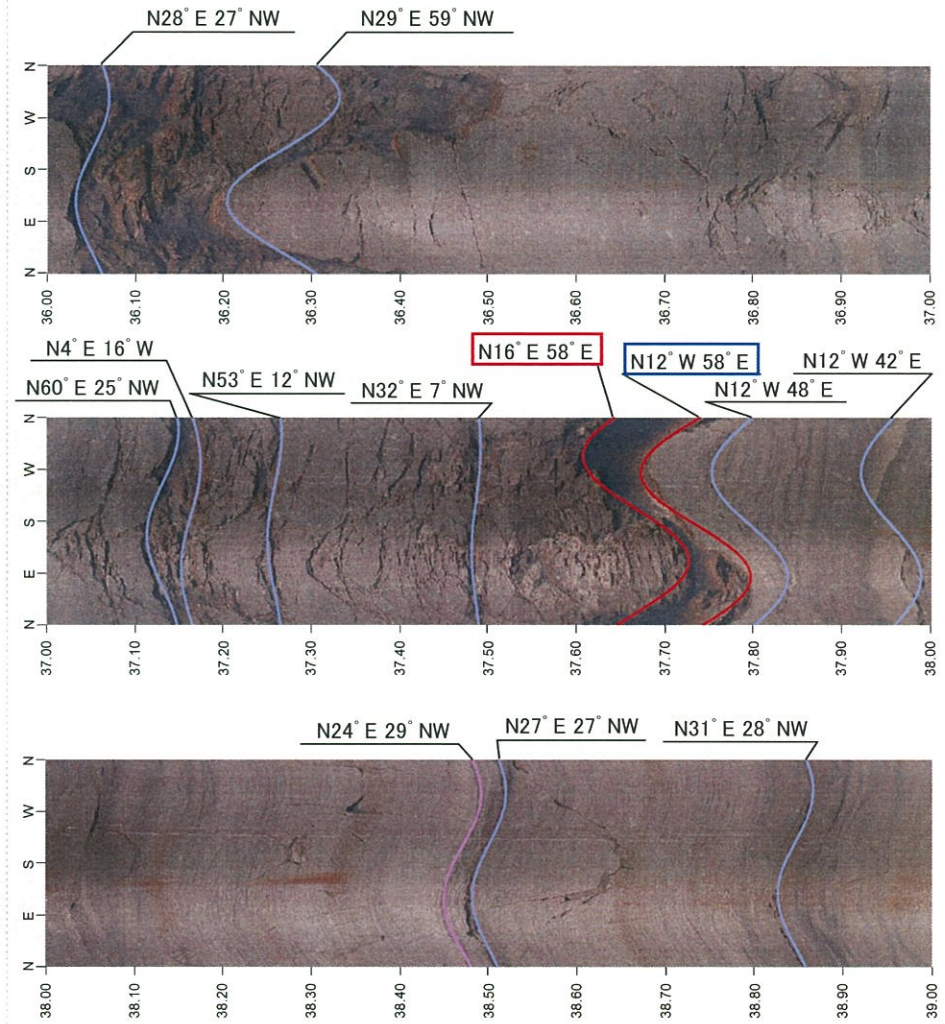 N28° E 27° NW
N29° E 59° NW
N
W
S
E
N
36.00
36.10
36.20
36.30
36.40
36.50
36.60
36.70
36.80
36.90
37.00
N4° E 16° W
N16° E 58° E
N12° W 58° E
N12° W 42° E
N60° E 25° NW
N53° E 12° NW
N32° E 7° NW
N12° W 48° E
N
W
S
E
N
37.00
37.10
37.20
37.30
37.40
37.50
37.60
37.70
37.80
37.90
38.00
N24° E 29° NW
N27° E 27° NW
N31° E 28° NW
N
W
S
E
N
38.00
38.10
38.20
38.30
38.40
38.50
38.60
38.70
38.80
38.90
39.00